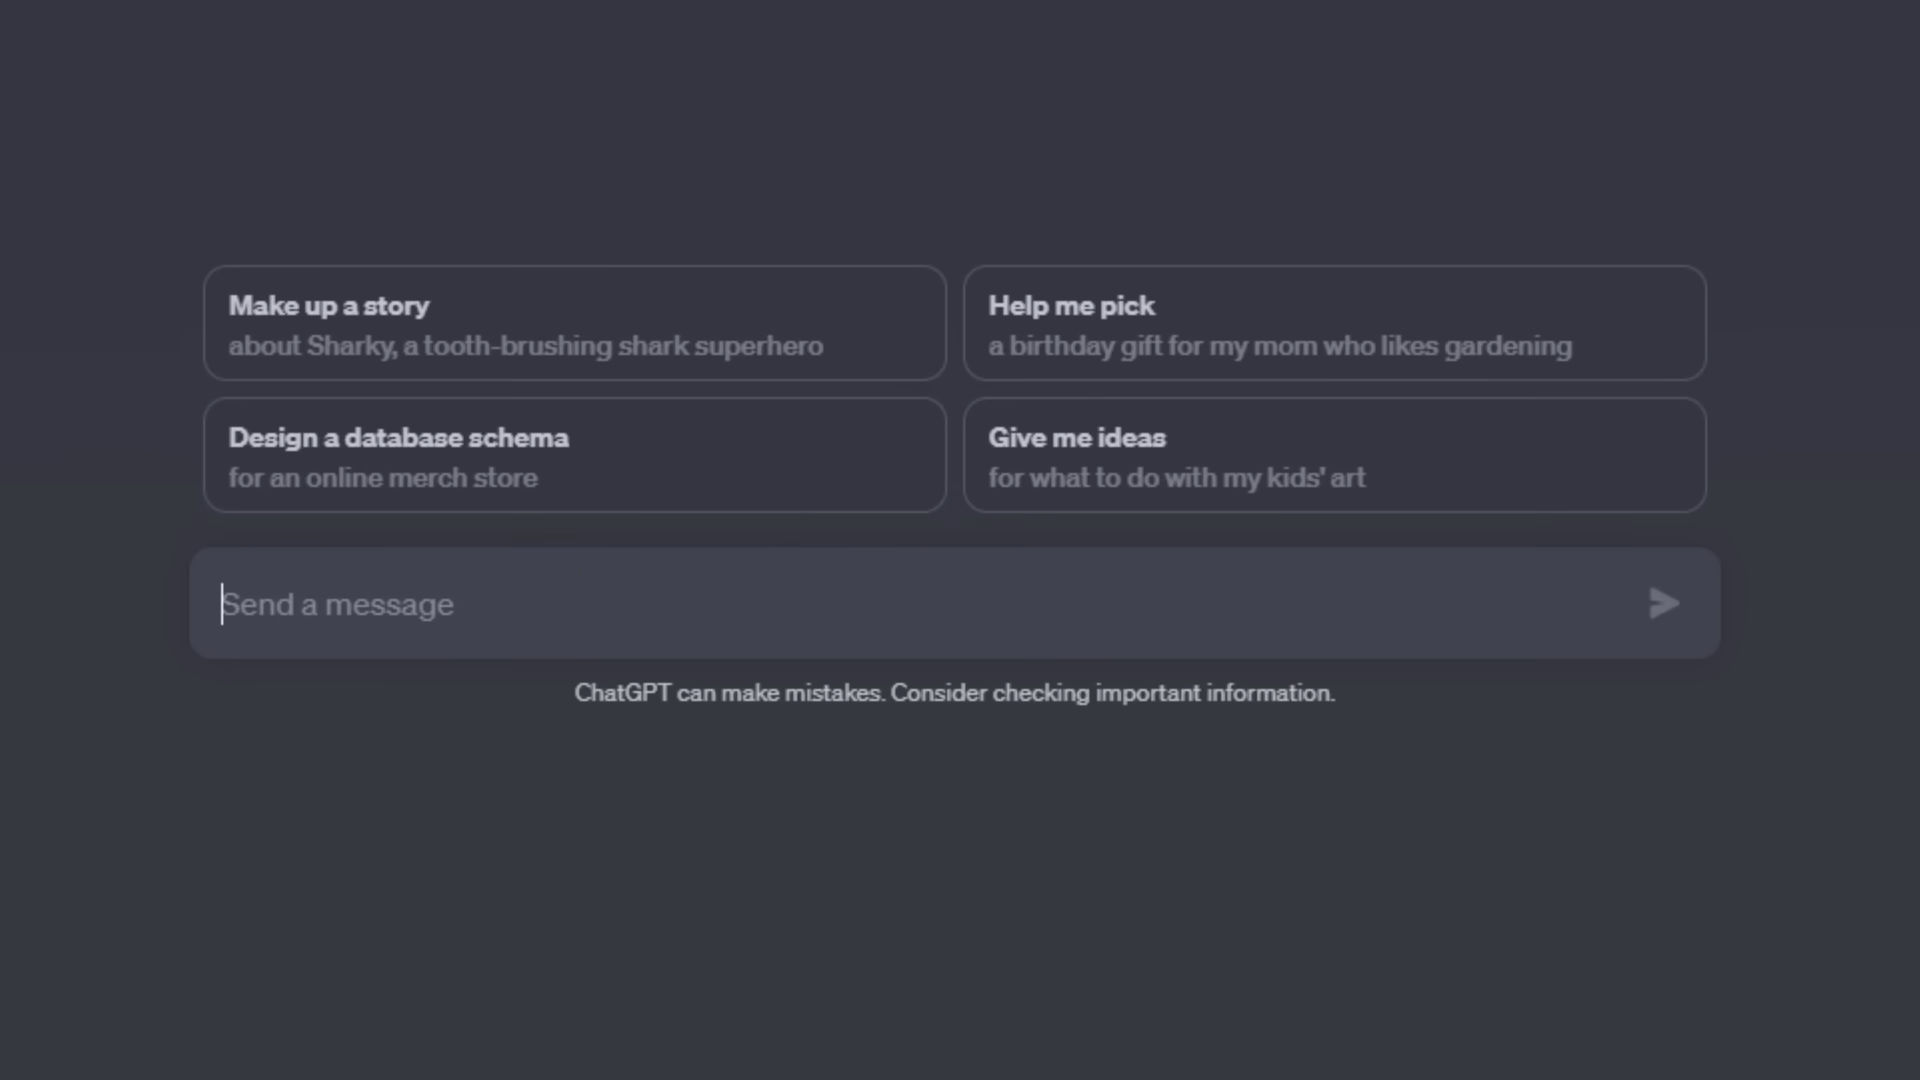 Make up a story
about Sharky, a tooth-brushing shark superhero
Help me pick
a birthday gift for my mom who likes gardening
Design a database schema
for an online merch store
Give me ideas
for what to do with my kids' art
Send a message
ChatGPT can make mistakes. Consider checking important information.